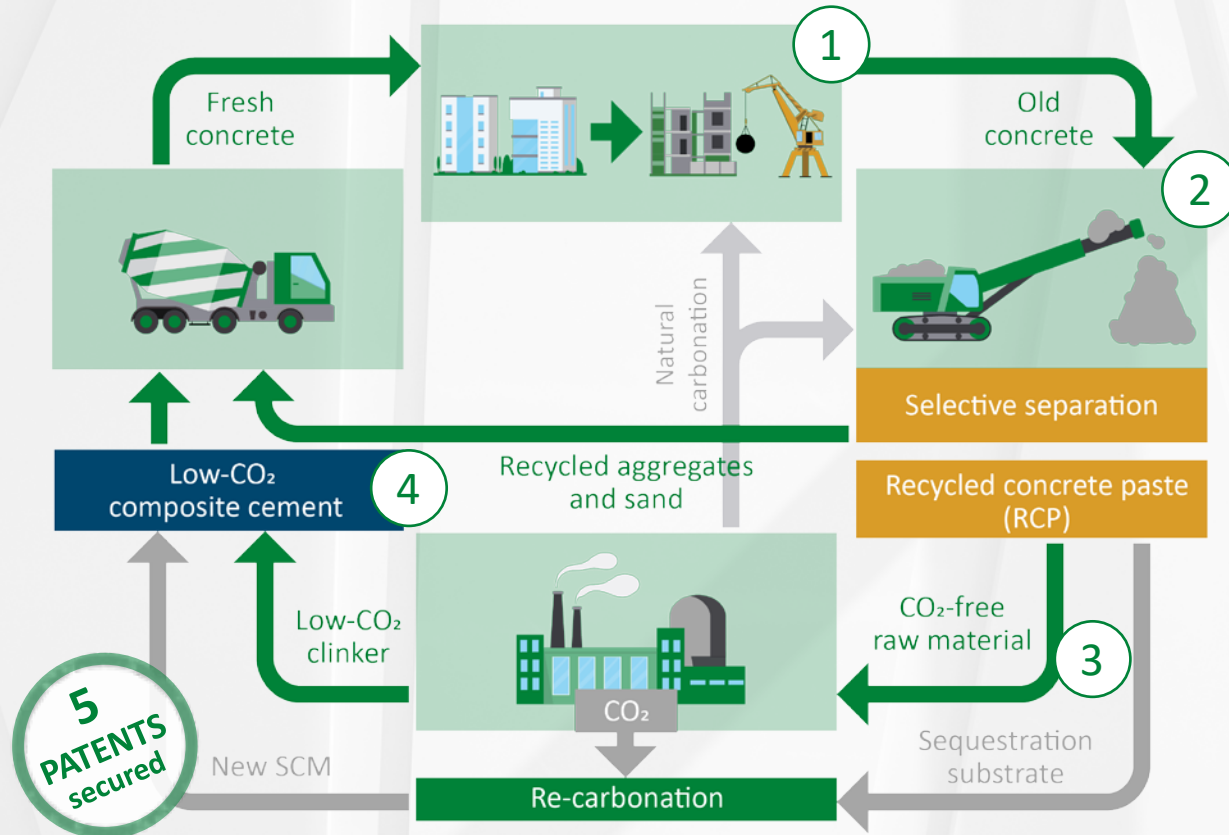 1
Fresh
concrete
Old
concrete
2
Natural
carbonation
Selective separation
Recycled aggregates
and sand
Low-CO₂
composite cement
4
Recycled concrete paste
(RCP)
Low-CO₂
clinker
CO₂-free
raw material
3
CO₂
5
PATENTS
secured
New SCM
Sequestration
substrate
Re-carbonation